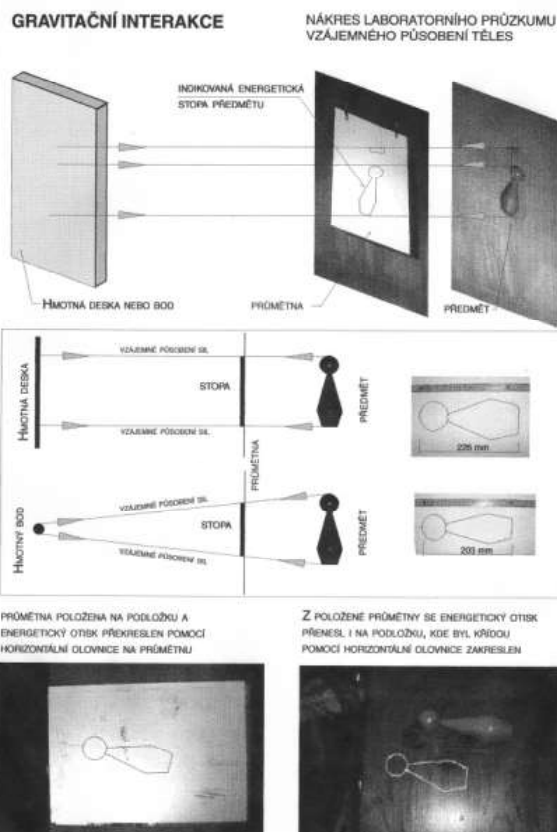 GRAVITAČNÍ INTERAKCE
NÁKRES LABORATORNÍHO PRŮZKUMU
VZÁJEMNÉHO PŮSOBENÍ TĚLES
INDIKOVANÁ ENERGETICKÁ
STOPA PŘEDMĚTU
HMOTNÁ DESKA NEBO BOD
PRŮMĚTNA
PŘEDMĚT
HMOTNÁ DESKA
VZÁJEMNÉ PŮSOBENÍ SIL
STOPA
VZÁJEMNÉ PŮSOBENÍ SIL
PŘEDMĚT
226 mm
PRŮMĚTNA
HMOTNÝ BOD
VZÁJEMNÉ PŮSOBENÍ SIL
STOPA
VZÁJEMNÉ PŮSOBENÍ SIL
PŘEDMĚT
203 mm
PRŮMĚTNA POLOŽENA NA PODLOŽKU A
ENERGETICKÝ OTISK PŘEKRESLEN POMOCÍ
HORIZONTÁLNÍ OLOVNICE NA PRŮMĚTNU
Z POLOŽENÉ PRŮMĚTNY SE ENERGETICKÝ OTISK
PŘENESL I NA PODLOŽKU, KDE BYL KŘÍDOU
POMOCÍ HORIZONTÁLNÍ OLOVNICE ZAKRESLEN